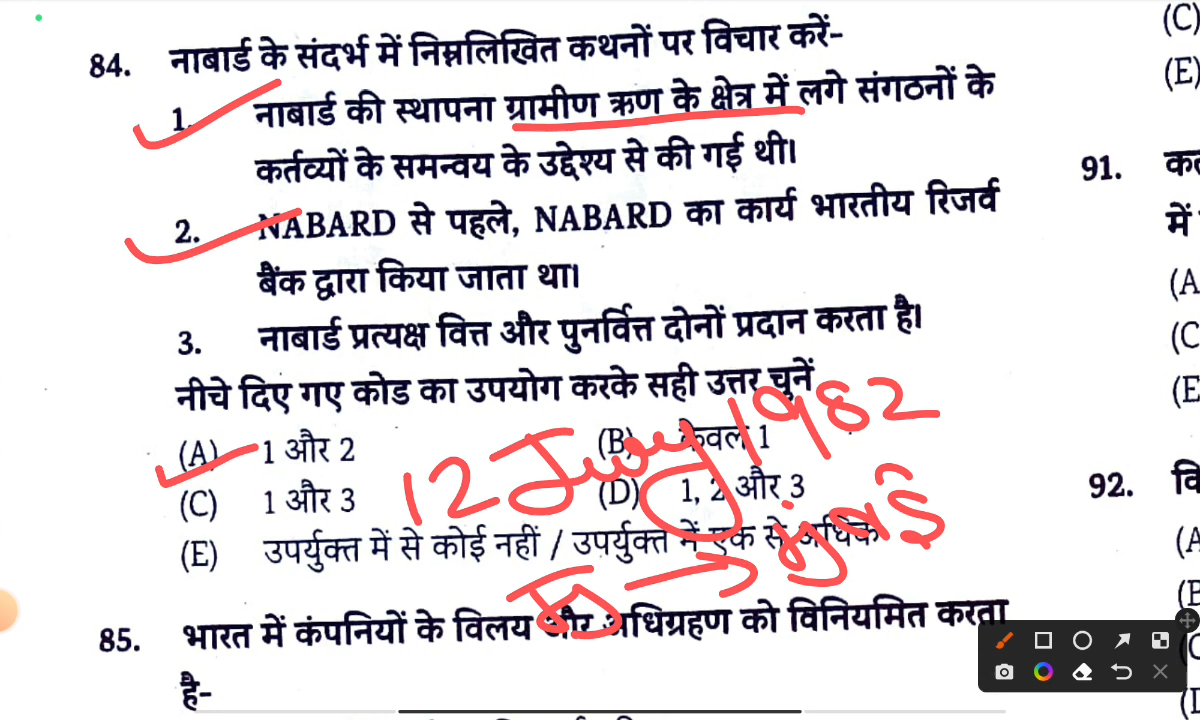 84. नाबार्ड के संदर्भ में निम्नलिखित कथनों पर विचार करें-
1. नाबार्ड की स्थापना ग्रामीण ऋण के क्षेत्र में लगे संगठनों के
कर्तव्यों के समन्वय के उद्देश्य से की गई थी।
2. NABARD से पहले, NABARD का कार्य भारतीय रिजर्व
बैंक द्वारा किया जाता था।
3. नाबार्ड प्रत्यक्ष वित्त और पुनर्वित्त दोनों प्रदान करता है।
नीचे दिए गए कोड का उपयोग करके सही उत्तर चुनें
(A) 1 और 2 (B) केवल 1
(C) 1 और 3 (D) 1, 2 और 3
(E) उपर्युक्त में से कोई नहीं / उपर्युक्त में एक से अधिक
12 July 1982
मुंबई
85. भारत में कंपनियों के विलय और अधिग्रहण को विनियमित करता
है-
(C)
(E)
91.
में
(A
(C
(E
92.
वि
(A